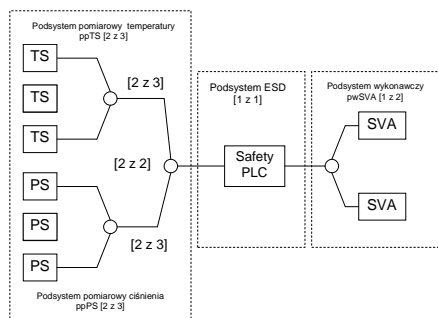 Podsystem pomiarowy temperatury
ppTS [2 z 3]
TS
TS
TS
[2 z 3]
[2 z 2]
PS
PS
PS
[2 z 3]
Podsystem pomiarowy ciśnienia
ppPS [2 z 3]
Podsystem ESD
[1 z 1]
Safety
PLC
Podsystem wykonawczy
pwSVA [1 z 2]
SVA
SVA